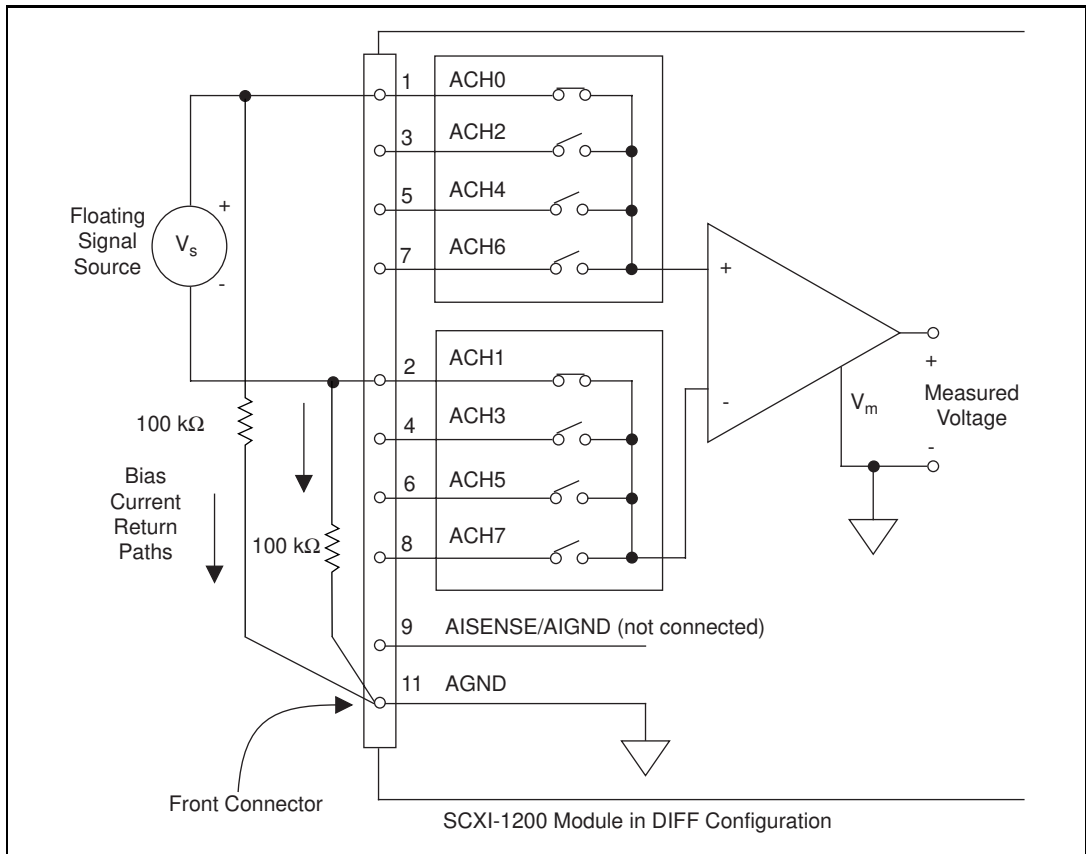 1 ACH0
3 ACH2
5 ACH4
7 ACH6
Floating
Signal
Source
+
Vs
-
+
-
2 ACH1
4 ACH3
6 ACH5
8 ACH7
100 kΩ
Bias
Current
Return
Paths
100 kΩ
+
Vm
Measured
Voltage
-
9 AISENSE/AIGND (not connected)
11 AGND
Front Connector
SCXI-1200 Module in DIFF Configuration